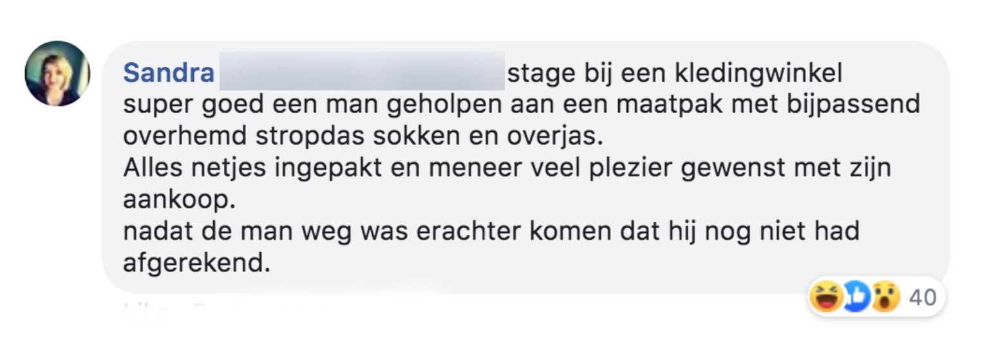 Sandra stage bij een kledingwinkel
super goed een man geholpen aan een maatpak met bijpassend
overhemd stropdas sokken en overjas.
Alles netjes ingepakt en meneer veel plezier gewenst met zijn
aankoop.
nadat de man weg was erachter komen dat hij nog niet had
afgerekend.
40